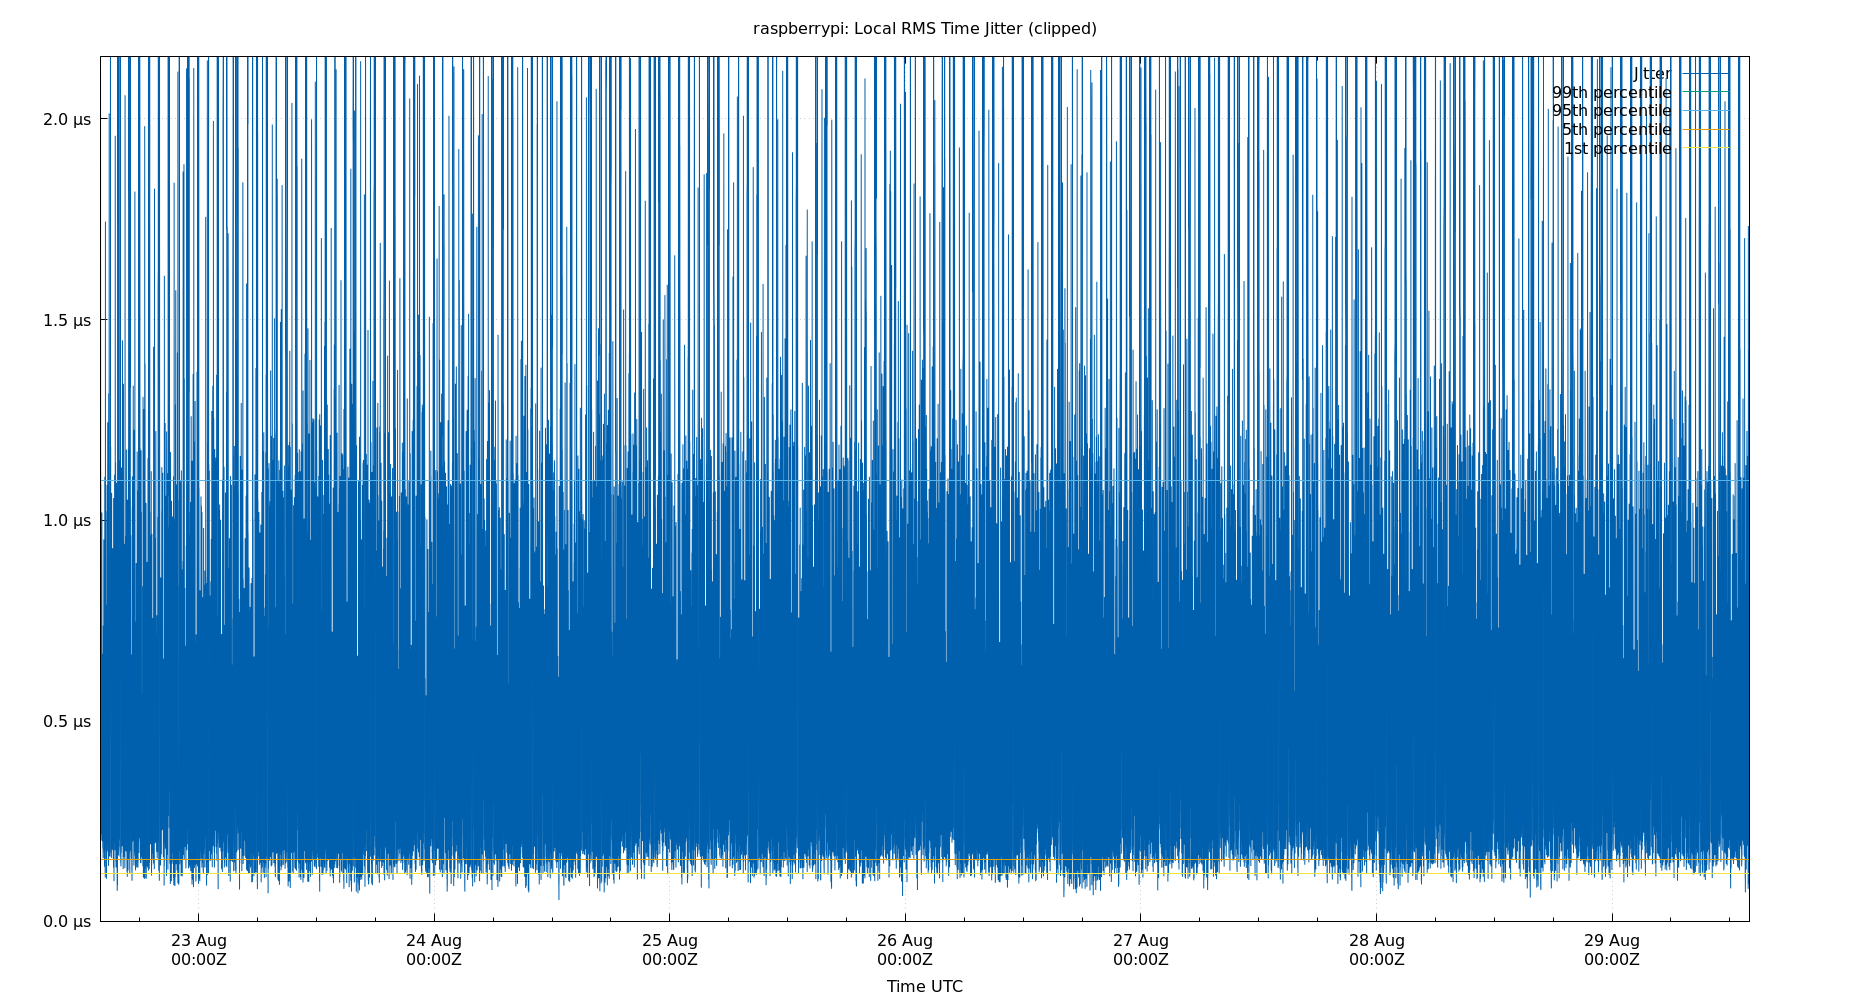 raspberrypi: Local RMS Time Jitter (clipped)
Jitter
99th percentile
95th percentile
5th percentile
1st percentile
2.0 µs
1.5 µs
1.0 µs
0.5 µs
0.0 µs
23 Aug 24 Aug 25 Aug 26 Aug 27 Aug 28 Aug 29 Aug
00:00Z 00:00Z 00:00Z 00:00Z 00:00Z 00:00Z 00:00Z
Time UTC